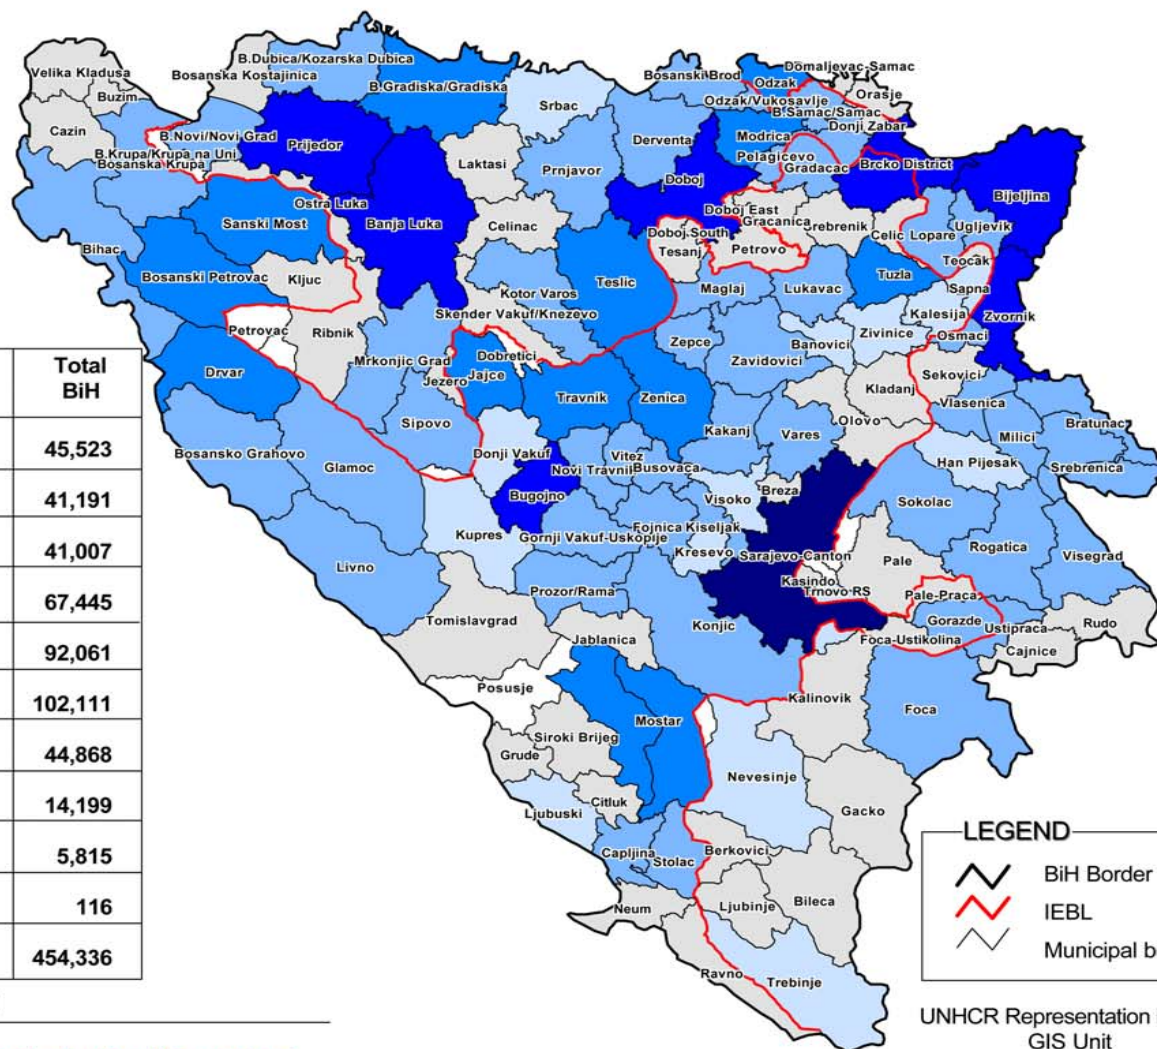 Total
BiH
45,523
41,191
41,007
67,445
92,061
102,111
44,868
14,199
5,815
116
454,336
Velika Kladusa
Buzim
Cazin
B.Dubica/Kozarska Dubica
Bosanska Kostajinica
B.Gradiska/Gradiska
Srbac
Bosanski Brod
Domaljevac-Samac
Odzak
Orasje
Odzak/Vukosavlje
B.Samac/Samac
Donji Zabar
B.Novi/Novi Grad
Prijedor
Derventa
Modrica
B.Krupa/Krupa na Uni
Bosanska Krupa
Laktasi
Prnjavor
Pelagicevo
Gradacac
Brcko District
Doboj
Bijeljina
Ostra Luka
Banja Luka
Doboj East
Gracanica
Srebrenik
Sanski Most
Celinac
Doboj South
Celic
Lopare
Ugljevik
Bihac
Tesanj
Petrovo
Teocak
Bosanski Petrovac
Kljuc
Teslic
Tuzla
Sapna
Kotor Varos
Maglaj
Lukavac
Kalesija
Skender Vakuf/Knezevo
Zvornik
Petrovac
Ribnik
Zivinice
Osmaci
Zepce
Banovici
Mrkonjic Grad
Dobretici
Zavidovici
Drvar
Jajce
Jezero
Kladanj
Sekovici
Travnik
Zenica
Vlasenica
Sipovo
Olovo
Bratunac
Kakanj
Vares
Milici
Bosansko Grahovo
Donji Vakuf
Vitez
Glamoc
Novi Travnik
Busovaca
Han Pijesak
Srebrenica
Bugojno
Visoko
Breza
Sokolac
Kupres
Gornji Vakuf-Uskopije
Fojnica
Kiseljak
Kresevo
Rogatica
Visegrad
Livno
Sarajevo-Canton
Pale
Kasindo
Prozor/Rama
Trnovo RS
Pale-Praca
Tomislavgrad
Konjic
Gorazde
Rudo
Jablanica
Foca-Ustikolina
Ustipraca
Cajnice
Posusje
Kalinovik
Foca
Mostar
Siroki Brijeg
Grude
Nevesinje
Citluk
Gacko
Ljubuski
Capljina
Stolac
Berkovici
Neum
Ljubinje
Bileca
Ravno
Trebinje
LEGEND
BiH Border
IEBL
Municipal b
UNHCR Representation
GIS Unit